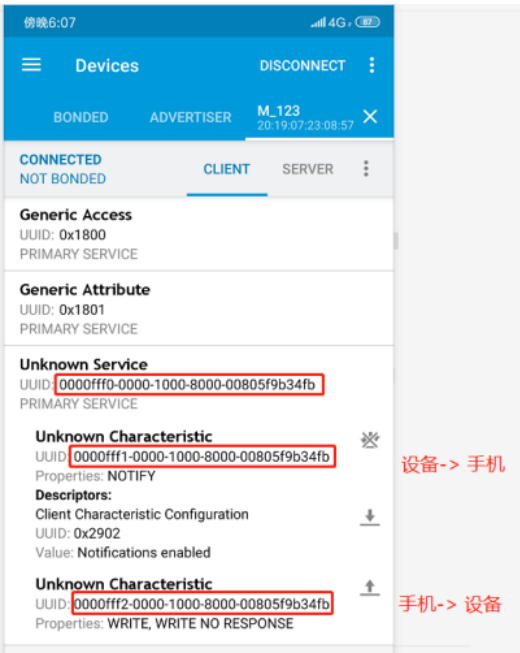 傍晚6:07
4G 87
Devices
DISCONNECT
BONDED
ADVERTISER
M_123
20:19:07:23:08:57
CONNECTED
NOT BONDED
CLIENT
SERVER
Generic Access
UUID: 0x1800
PRIMARY SERVICE
Generic Attribute
UUID: 0x1801
PRIMARY SERVICE
Unknown Service
UUID: 0000fff0-0000-1000-8000-00805f9b34fb
PRIMARY SERVICE
Unknown Characteristic
UUID: 0000fff1-0000-1000-8000-00805f9b34fb
设备-> 手机
Properties: NOTIFY
Descriptors:
Client Characteristic Configuration
UUID: 0x2902
Value: Notifications enabled
Unknown Characteristic
UUID: 0000fff2-0000-1000-8000-00805f9b34fb
手机-> 设备
Properties: WRITE, WRITE NO RESPONSE